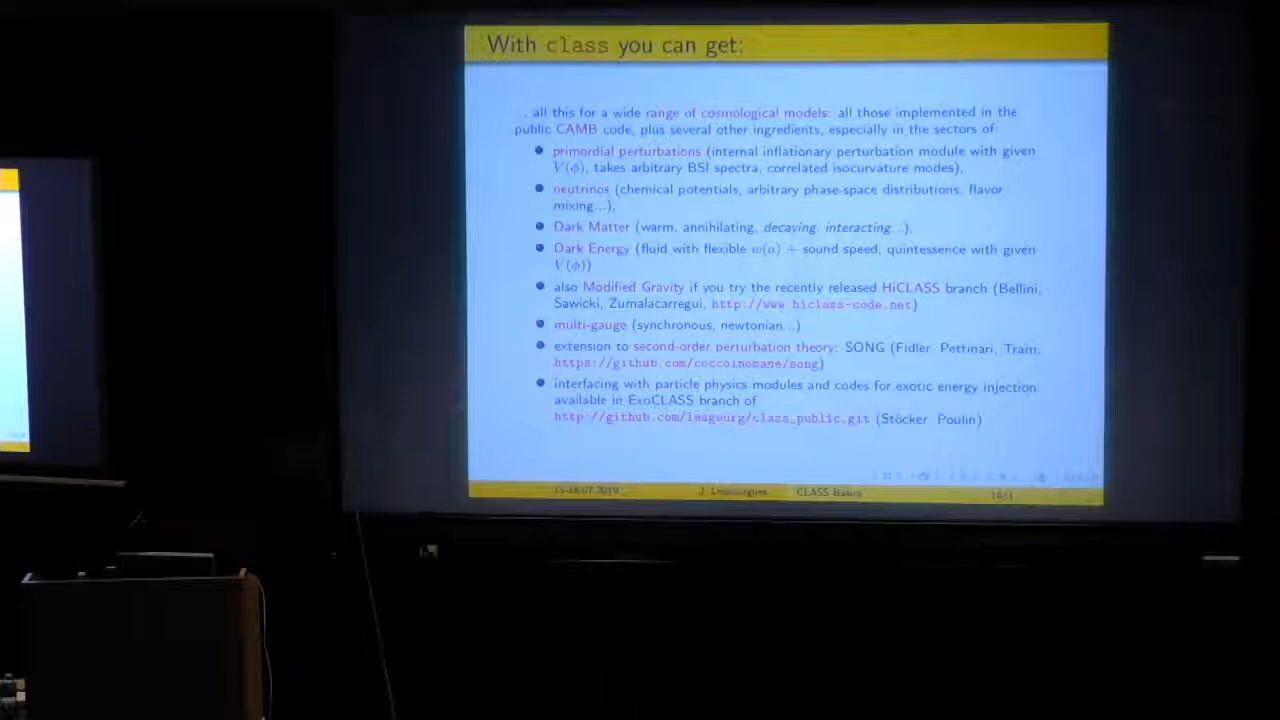 With class you can get:
... all this for a wide range of cosmological models: all those implemented in the
public CAMB code, plus several other ingredients, especially in the sectors of:
primordial perturbations (internal inflationary perturbation module with given
V(ϕ), takes arbitrary BSI spectra, correlated isocurvature modes),
neutrinos (chemical potentials, arbitrary phase-space distributions, flavor
mixing...),
Dark Matter (warm, annihilating, decaying, interacting...),
Dark Energy (fluid with flexible w(a) + sound speed, quintessence with given
V(ϕ))
also Modified Gravity if you try the recently released HiCLASS branch (Bellini,
Sawicki, Zumalacarregui, http://www.hiclass-code.net)
multi-gauge (synchronous, newtonian...)
extension to second-order perturbation theory: SONG (Fidler, Pettinari, Tram,
https://github.com/coccoinomane/song)
interfacing with particle physics modules and codes for exotic energy injection
available in ExoCLASS branch of
http://github.com/lesgourg/class_public.git (Stöcker, Poulin)
J. Lesgourgues CLASS Basics